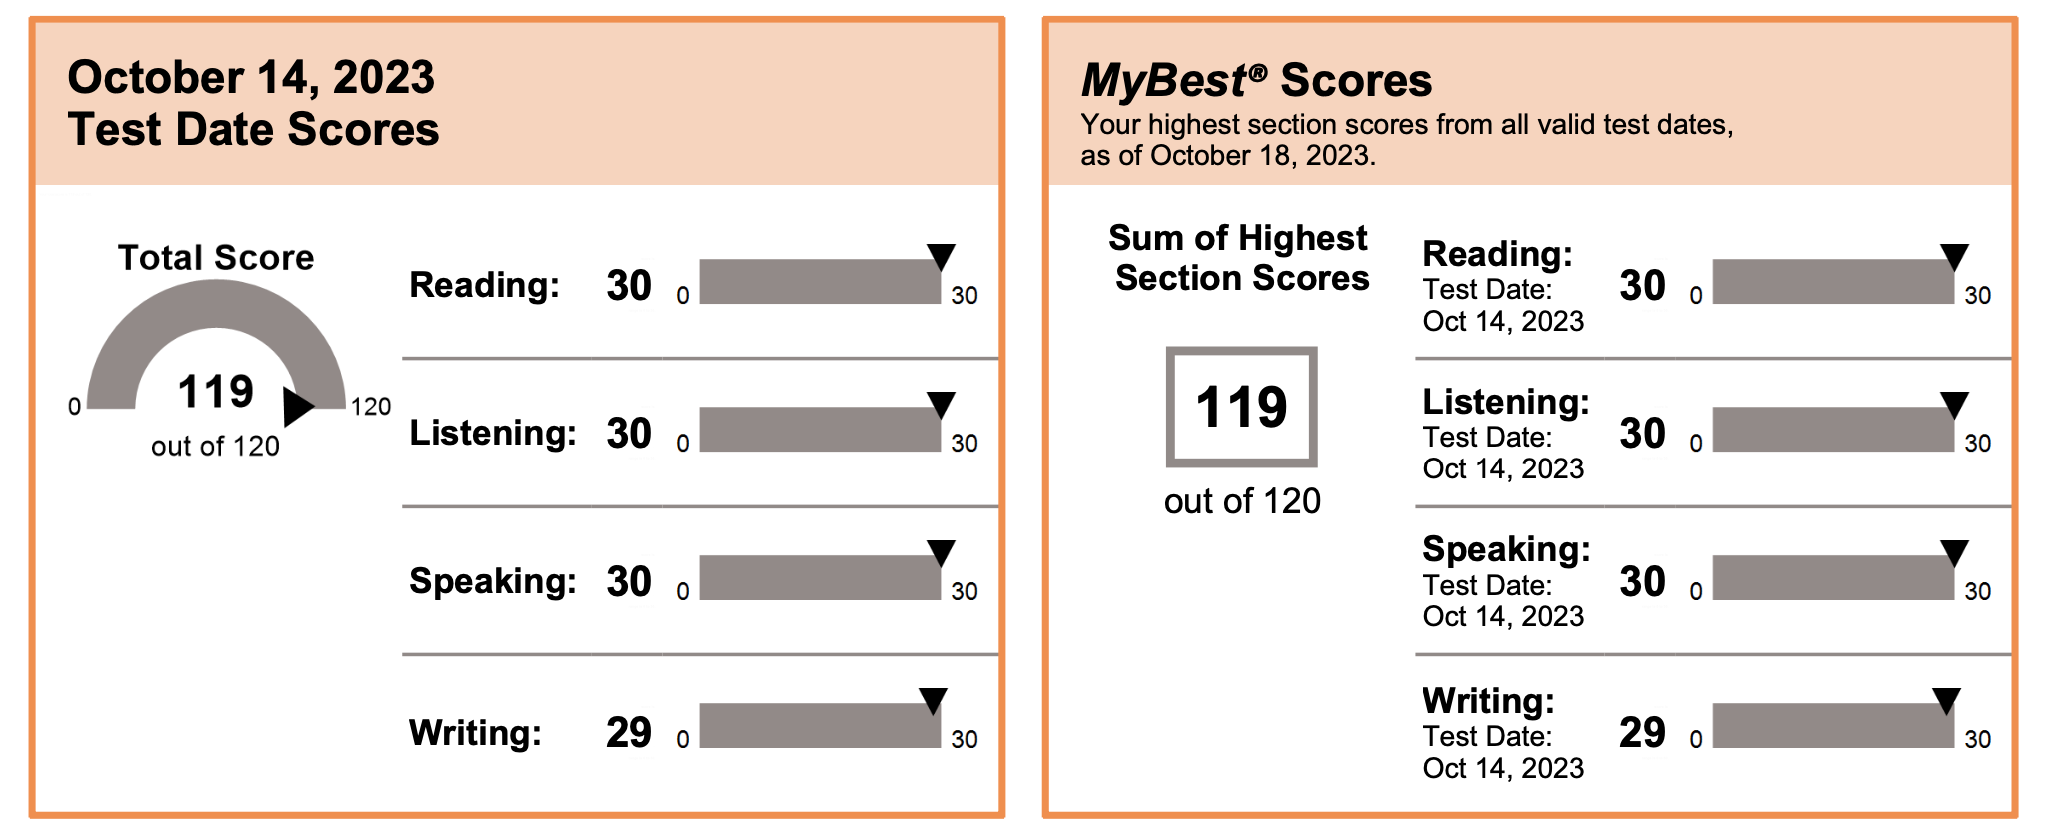 October 14, 2023
Test Date Scores
Total Score
0
119
120
out of 120
Reading: 30 0 30
Listening: 30 0 30
Speaking: 30 0 30
Writing: 29 0 30
MyBest® Scores
Your highest section scores from all valid test dates,
as of October 18, 2023.
Sum of Highest
Section Scores
119
out of 120
Reading:
Test Date:
Oct 14, 2023
30 0 30
Listening:
Test Date:
Oct 14, 2023
30 0 30
Speaking:
Test Date:
Oct 14, 2023
30 0 30
Writing:
Test Date:
Oct 14, 2023
29 0 30